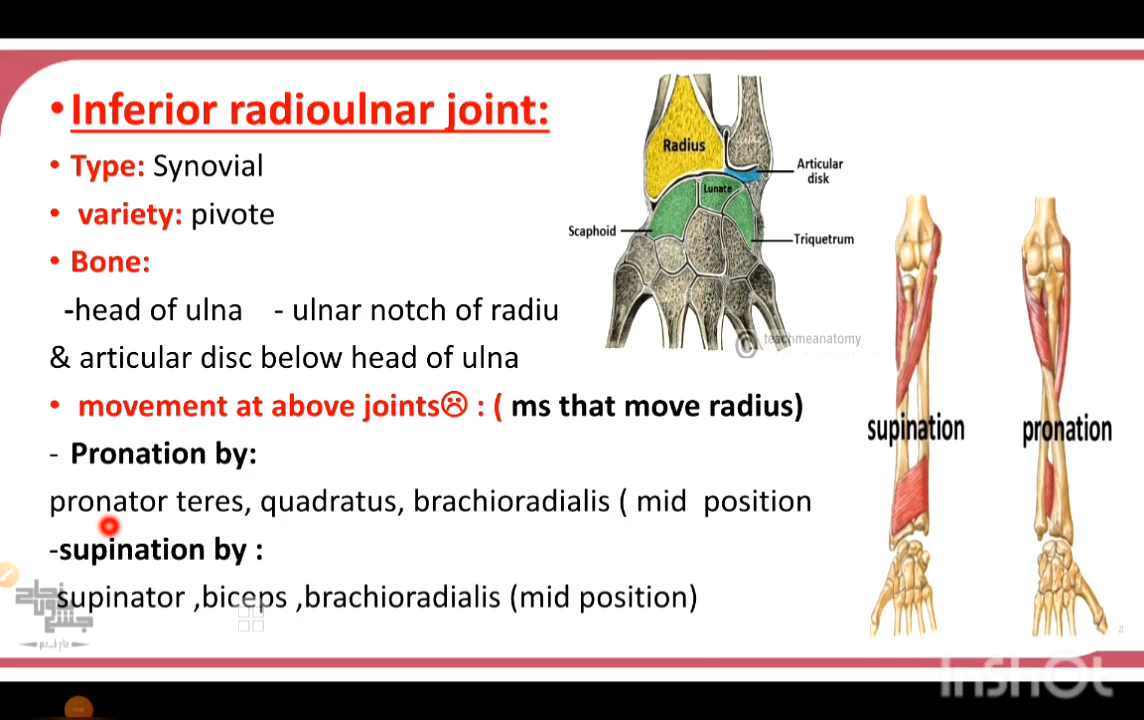 •Inferior radioulnar joint:
• Type: Synovial
• variety: pivote
• Bone:
-head of ulna - ulnar notch of radiu
& articular disc below head of ulna
• movement at above joints☹ : ( ms that move radius)
- Pronation by:
pronator teres, quadratus, brachioradialis ( mid position
-supination by :
supinator ,biceps ,brachioradialis (mid position)
Radius
Articular
disk
Lunate
Scaphoid
Triquetrum
© teachmeanatomy
supination
pronation
InShOt